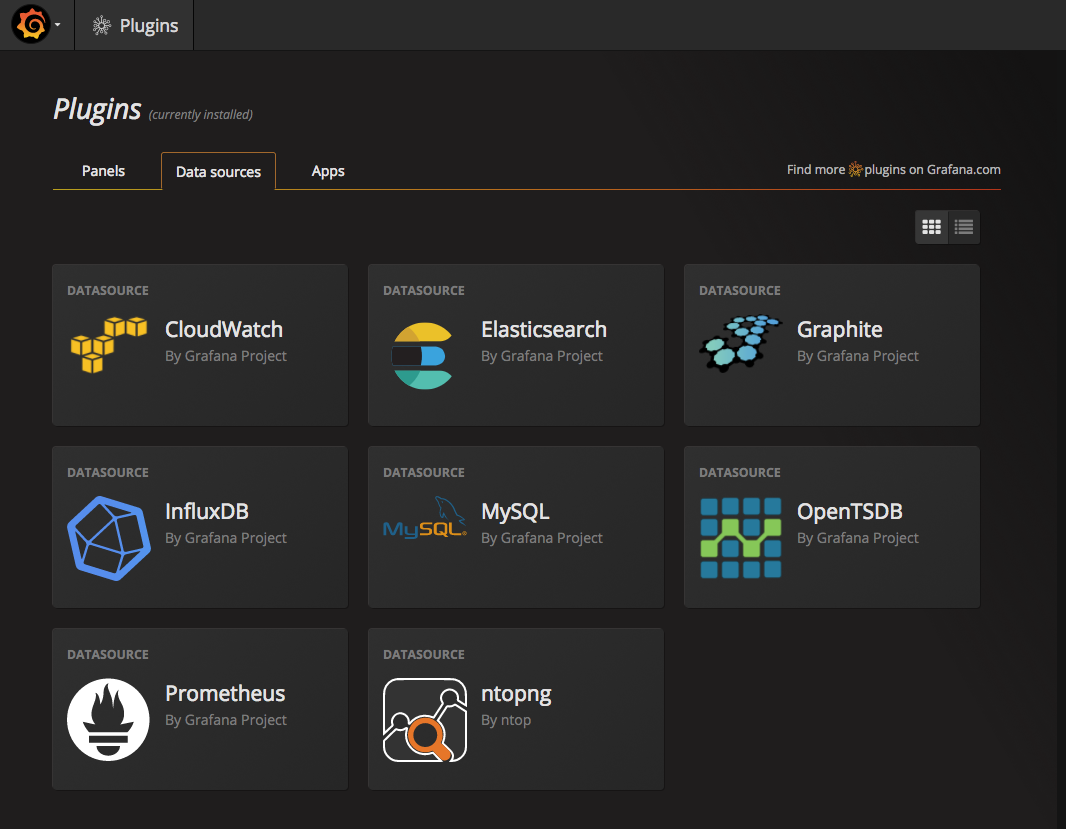 Plugins
Plugins (currently installed)
Panels
Data sources
Apps
Find more plugins on Grafana.com
DATASOURCE
CloudWatch
By Grafana Project
DATASOURCE
Elasticsearch
By Grafana Project
DATASOURCE
Graphite
By Grafana Project
DATASOURCE
InfluxDB
By Grafana Project
DATASOURCE
MySQL
MySQL
By Grafana Project
DATASOURCE
OpenTSDB
By Grafana Project
DATASOURCE
Prometheus
By Grafana Project
DATASOURCE
ntopng
By ntop